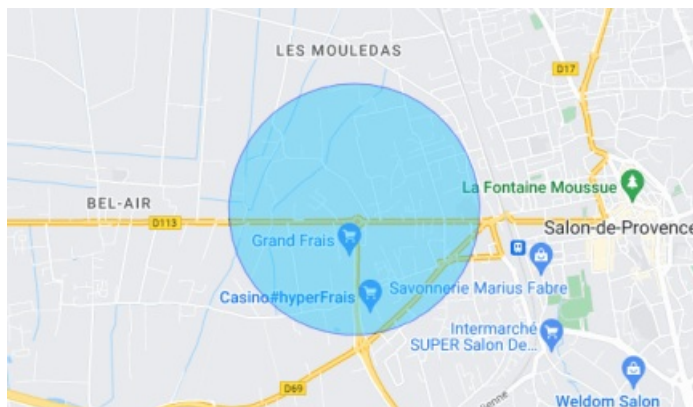 LES MOULEDAS
D17
La Fontaine Moussue
BEL-AIR
D113
Salon-de-Provence
Grand Frais
Casino#hyperFrais
Savonnerie Marius Fabre
Intermarché
SUPER Salon De...
D69
Weldom Salon